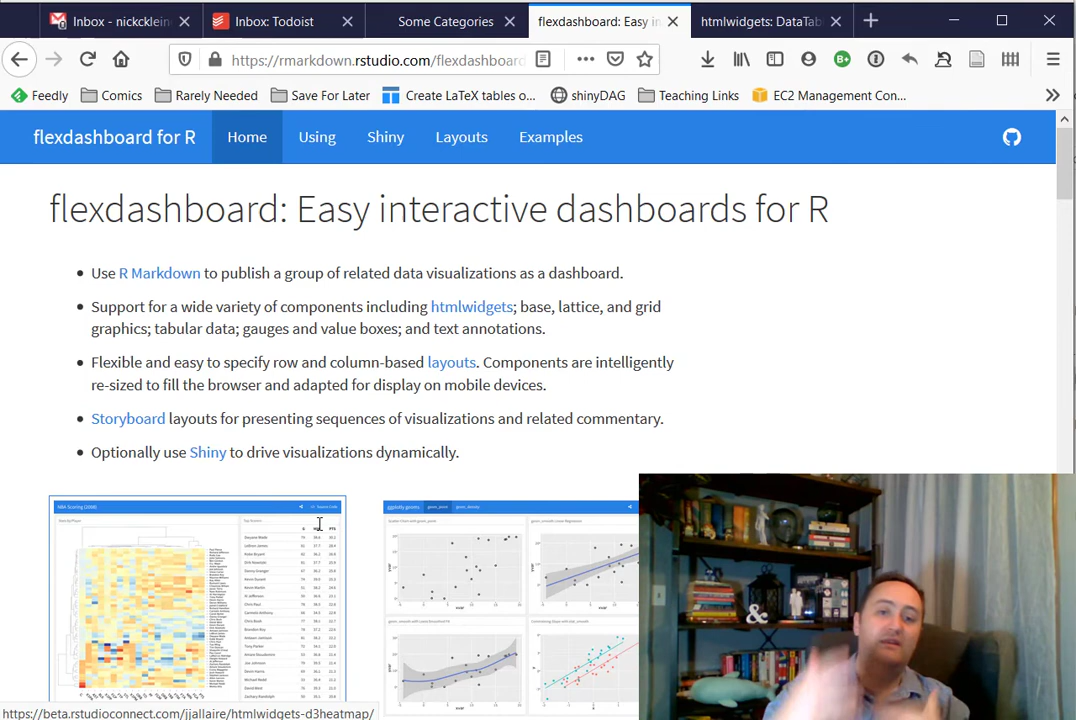 Inbox - nickcklein
Inbox: Todoist
Some Categories
flexdashboard: Easy in
htmlwidgets: DataTab
https://rmarkdown.rstudio.com/flexdashboard
Feedly
Comics
Rarely Needed
Save For Later
Create LaTeX tables o...
shinyDAG
Teaching Links
EC2 Management Con...
flexdashboard for R
Home
Using
Shiny
Layouts
Examples
flexdashboard: Easy interactive dashboards for R
Use R Markdown to publish a group of related data visualizations as a dashboard.
Support for a wide variety of components including htmlwidgets; base, lattice, and grid
graphics; tabular data; gauges and value boxes; and text annotations.
Flexible and easy to specify row and column-based layouts. Components are intelligently
re-sized to fill the browser and adapted for display on mobile devices.
Storyboard layouts for presenting sequences of visualizations and related commentary.
Optionally use Shiny to drive visualizations dynamically.
NBA Scoring (2008)
Source Code
&
https://beta.rstudioconnect.com/jjallaire/htmlwidgets-d3heatmap/